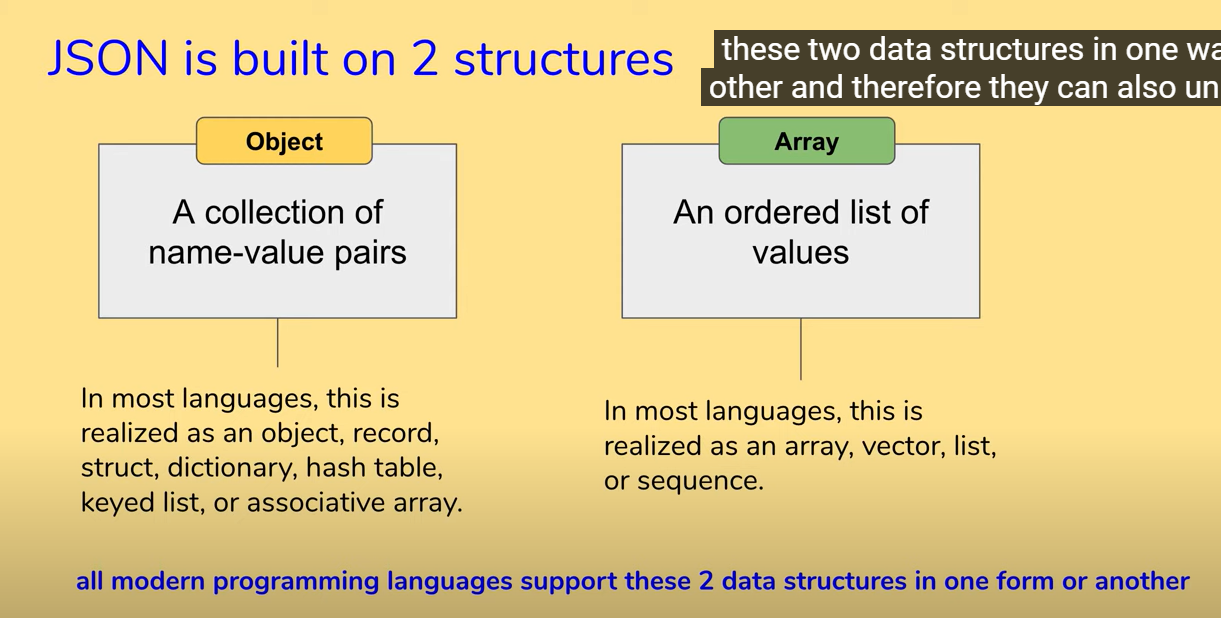 JSON is built on 2 structures
these two data structures in one
other and therefore they can also
Object
A collection of
name-value pairs
In most languages, this is
realized as an object, record,
struct, dictionary, hash table,
keyed list, or associative array.
Array
An ordered list of
values
In most languages, this is
realized as an array, vector, list,
or sequence.
all modern programming languages support these 2 data structures in one form or another